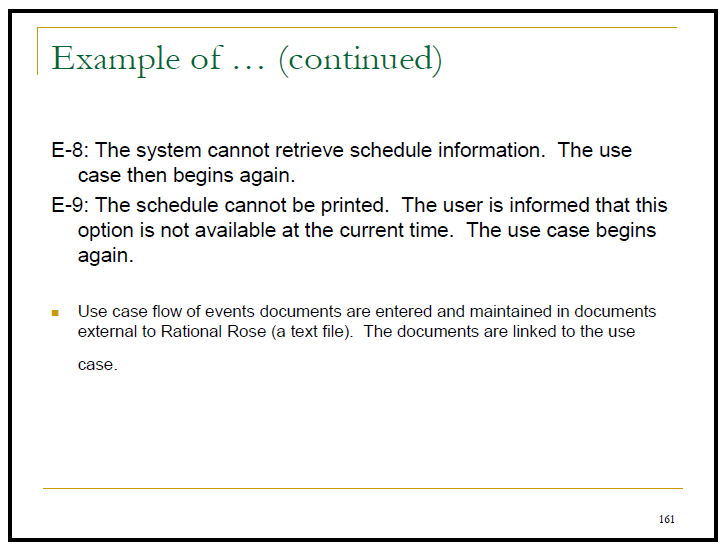 Example of … (continued)
E-8: The system cannot retrieve schedule information.  The use
case then begins again.
E-9: The schedule cannot be printed.  The user is informed that this
option is not available at the current time.  The use case begins
again.
Use case flow of events documents are entered and maintained in documents
external to Rational Rose (a text file).  The documents are linked to the use
case.
161